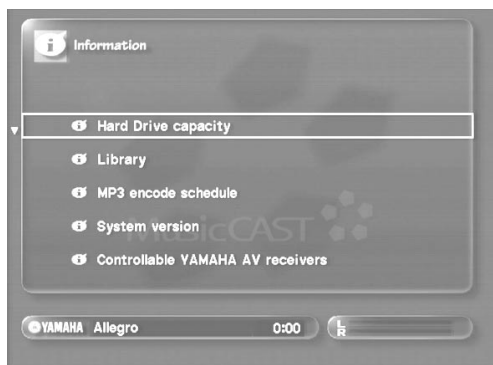 Information
Hard Drive capacity
Library
MP3 encode schedule
System version
MusicCAST
Controllable YAMAHA AV receivers
YAMAHA Allegro 0:00 L
R